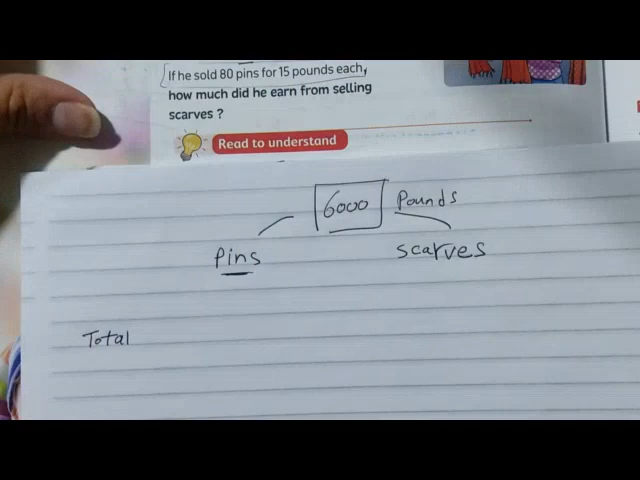 If he sold 80 pins for 15 pounds each,
how much did he earn from selling
scarves ?
Read to understand
6000 Pounds
Pins scarves
Total